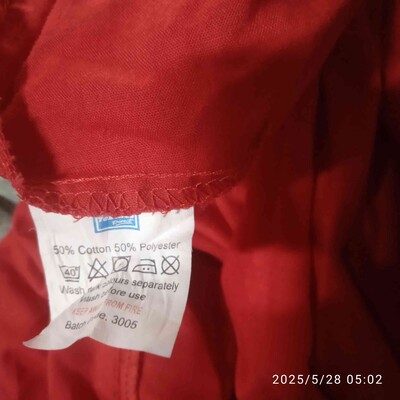 50% Cotton 50% Polyester
40°
Wash colours separately
Wash before use
KEEP FROM FIRE
Batch 3005
2025/5/28 05:02